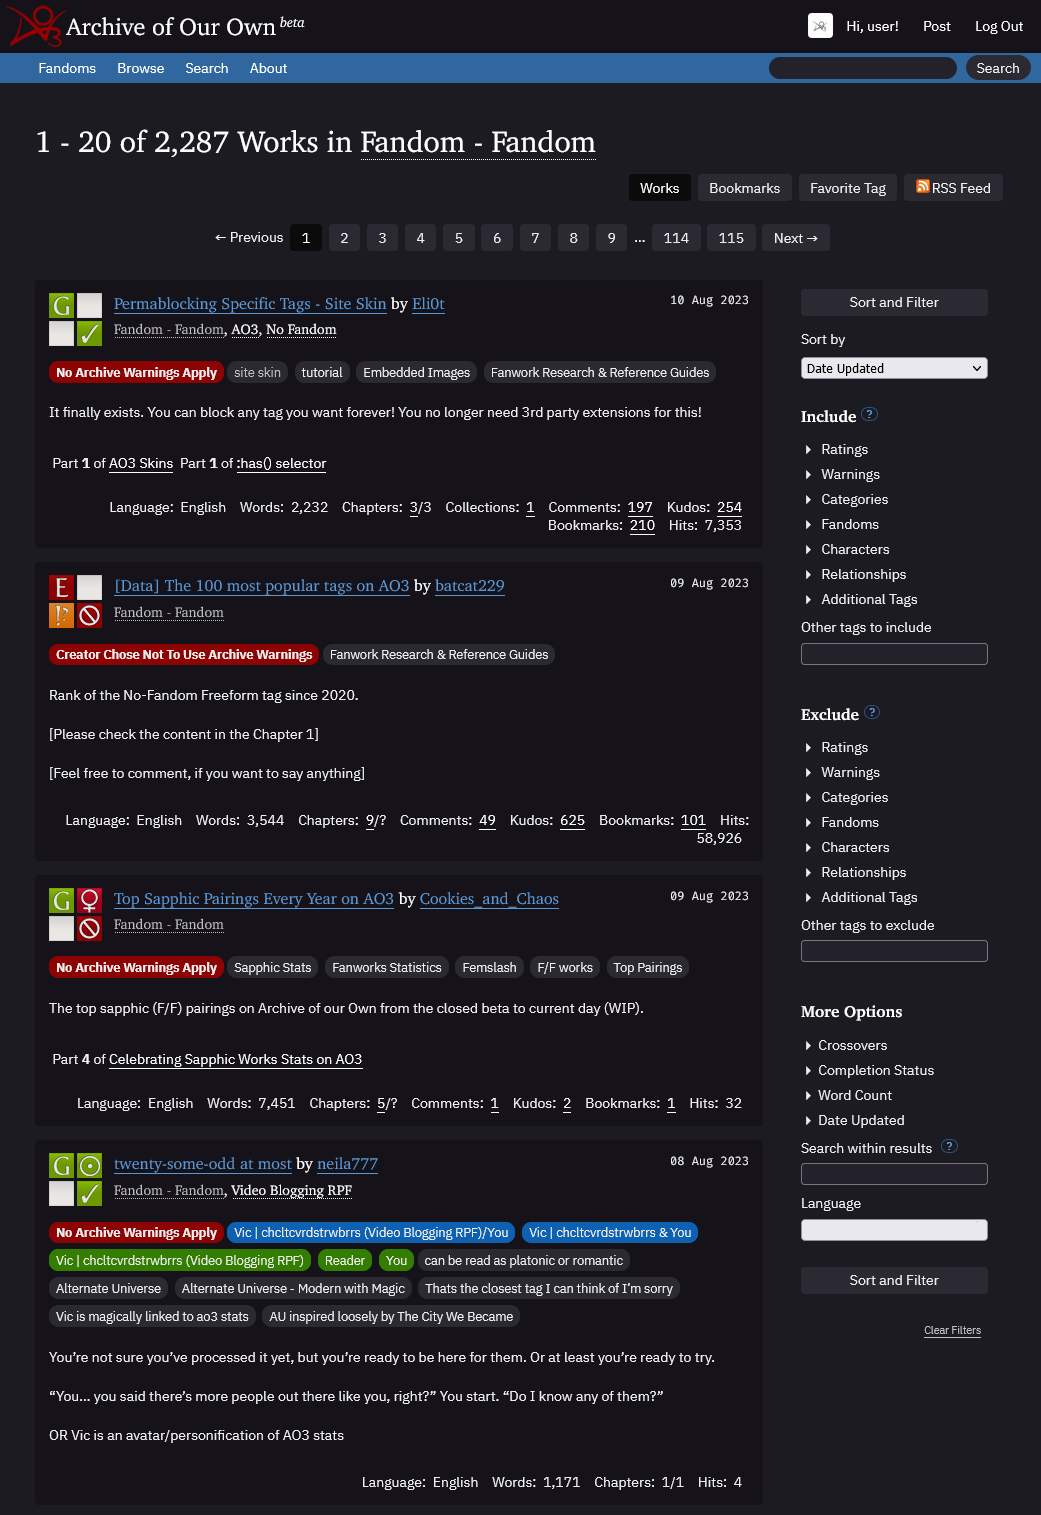 Archive of Our Own beta
Hi, user! Post Log Out
Fandoms Browse Search About
Search
1 - 20 of 2,287 Works in Fandom - Fandom
Works Bookmarks Favorite Tag RSS Feed
← Previous 1 2 3 4 5 6 7 8 9 ... 114 115 Next →
G
Permablocking Specific Tags - Site Skin by Eli0t
10 Aug 2023
Fandom - Fandom, AO3, No Fandom
No Archive Warnings Apply site skin tutorial Embedded Images Fanwork Research & Reference Guides
It finally exists. You can block any tag you want forever! You no longer need 3rd party extensions for this!
Part 1 of AO3 Skins Part 1 of :has() selector
Language: English Words: 2,232 Chapters: 3/3 Collections: 1 Comments: 197 Kudos: 254
Bookmarks: 210 Hits: 7,353
E
!?
[Data] The 100 most popular tags on AO3 by batcat229
09 Aug 2023
Fandom - Fandom
Creator Chose Not To Use Archive Warnings Fanwork Research & Reference Guides
Rank of the No-Fandom Freeform tag since 2020.
[Please check the content in the Chapter 1]
[Feel free to comment, if you want to say anything]
Language: English Words: 3,544 Chapters: 9/? Comments: 49 Kudos: 625 Bookmarks: 101 Hits:
58,926
G
Top Sapphic Pairings Every Year on AO3 by Cookies_and_Chaos
09 Aug 2023
Fandom - Fandom
No Archive Warnings Apply Sapphic Stats Fanworks Statistics Femslash F/F works Top Pairings
The top sapphic (F/F) pairings on Archive of our Own from the closed beta to current day (WIP).
Part 4 of Celebrating Sapphic Works Stats on AO3
Language: English Words: 7,451 Chapters: 5/? Comments: 1 Kudos: 2 Bookmarks: 1 Hits: 32
G
twenty-some-odd at most by neila777
08 Aug 2023
Fandom - Fandom, Video Blogging RPF
No Archive Warnings Apply Vic | chcltcvrdstrwbrrs (Video Blogging RPF)/You Vic | chcltcvrdstrwbrrs & You
Vic | chcltcvrdstrwbrrs (Video Blogging RPF) Reader You can be read as platonic or romantic
Alternate Universe Alternate Universe - Modern with Magic Thats the closest tag I can think of I'm sorry
Vic is magically linked to ao3 stats AU inspired loosely by The City We Became
You're not sure you've processed it yet, but you're ready to be here for them. Or at least you're ready to try.
“You... you said there's more people out there like you, right?” You start. “Do I know any of them?”
OR Vic is an avatar/personification of AO3 stats
Language: English Words: 1,171 Chapters: 1/1 Hits: 4
Sort and Filter
Sort by
Date Updated
Include ?
Ratings
Warnings
Categories
Fandoms
Characters
Relationships
Additional Tags
Other tags to include
Exclude ?
Ratings
Warnings
Categories
Fandoms
Characters
Relationships
Additional Tags
Other tags to exclude
More Options
Crossovers
Completion Status
Word Count
Date Updated
Search within results ?
Language
Sort and Filter
Clear Filters